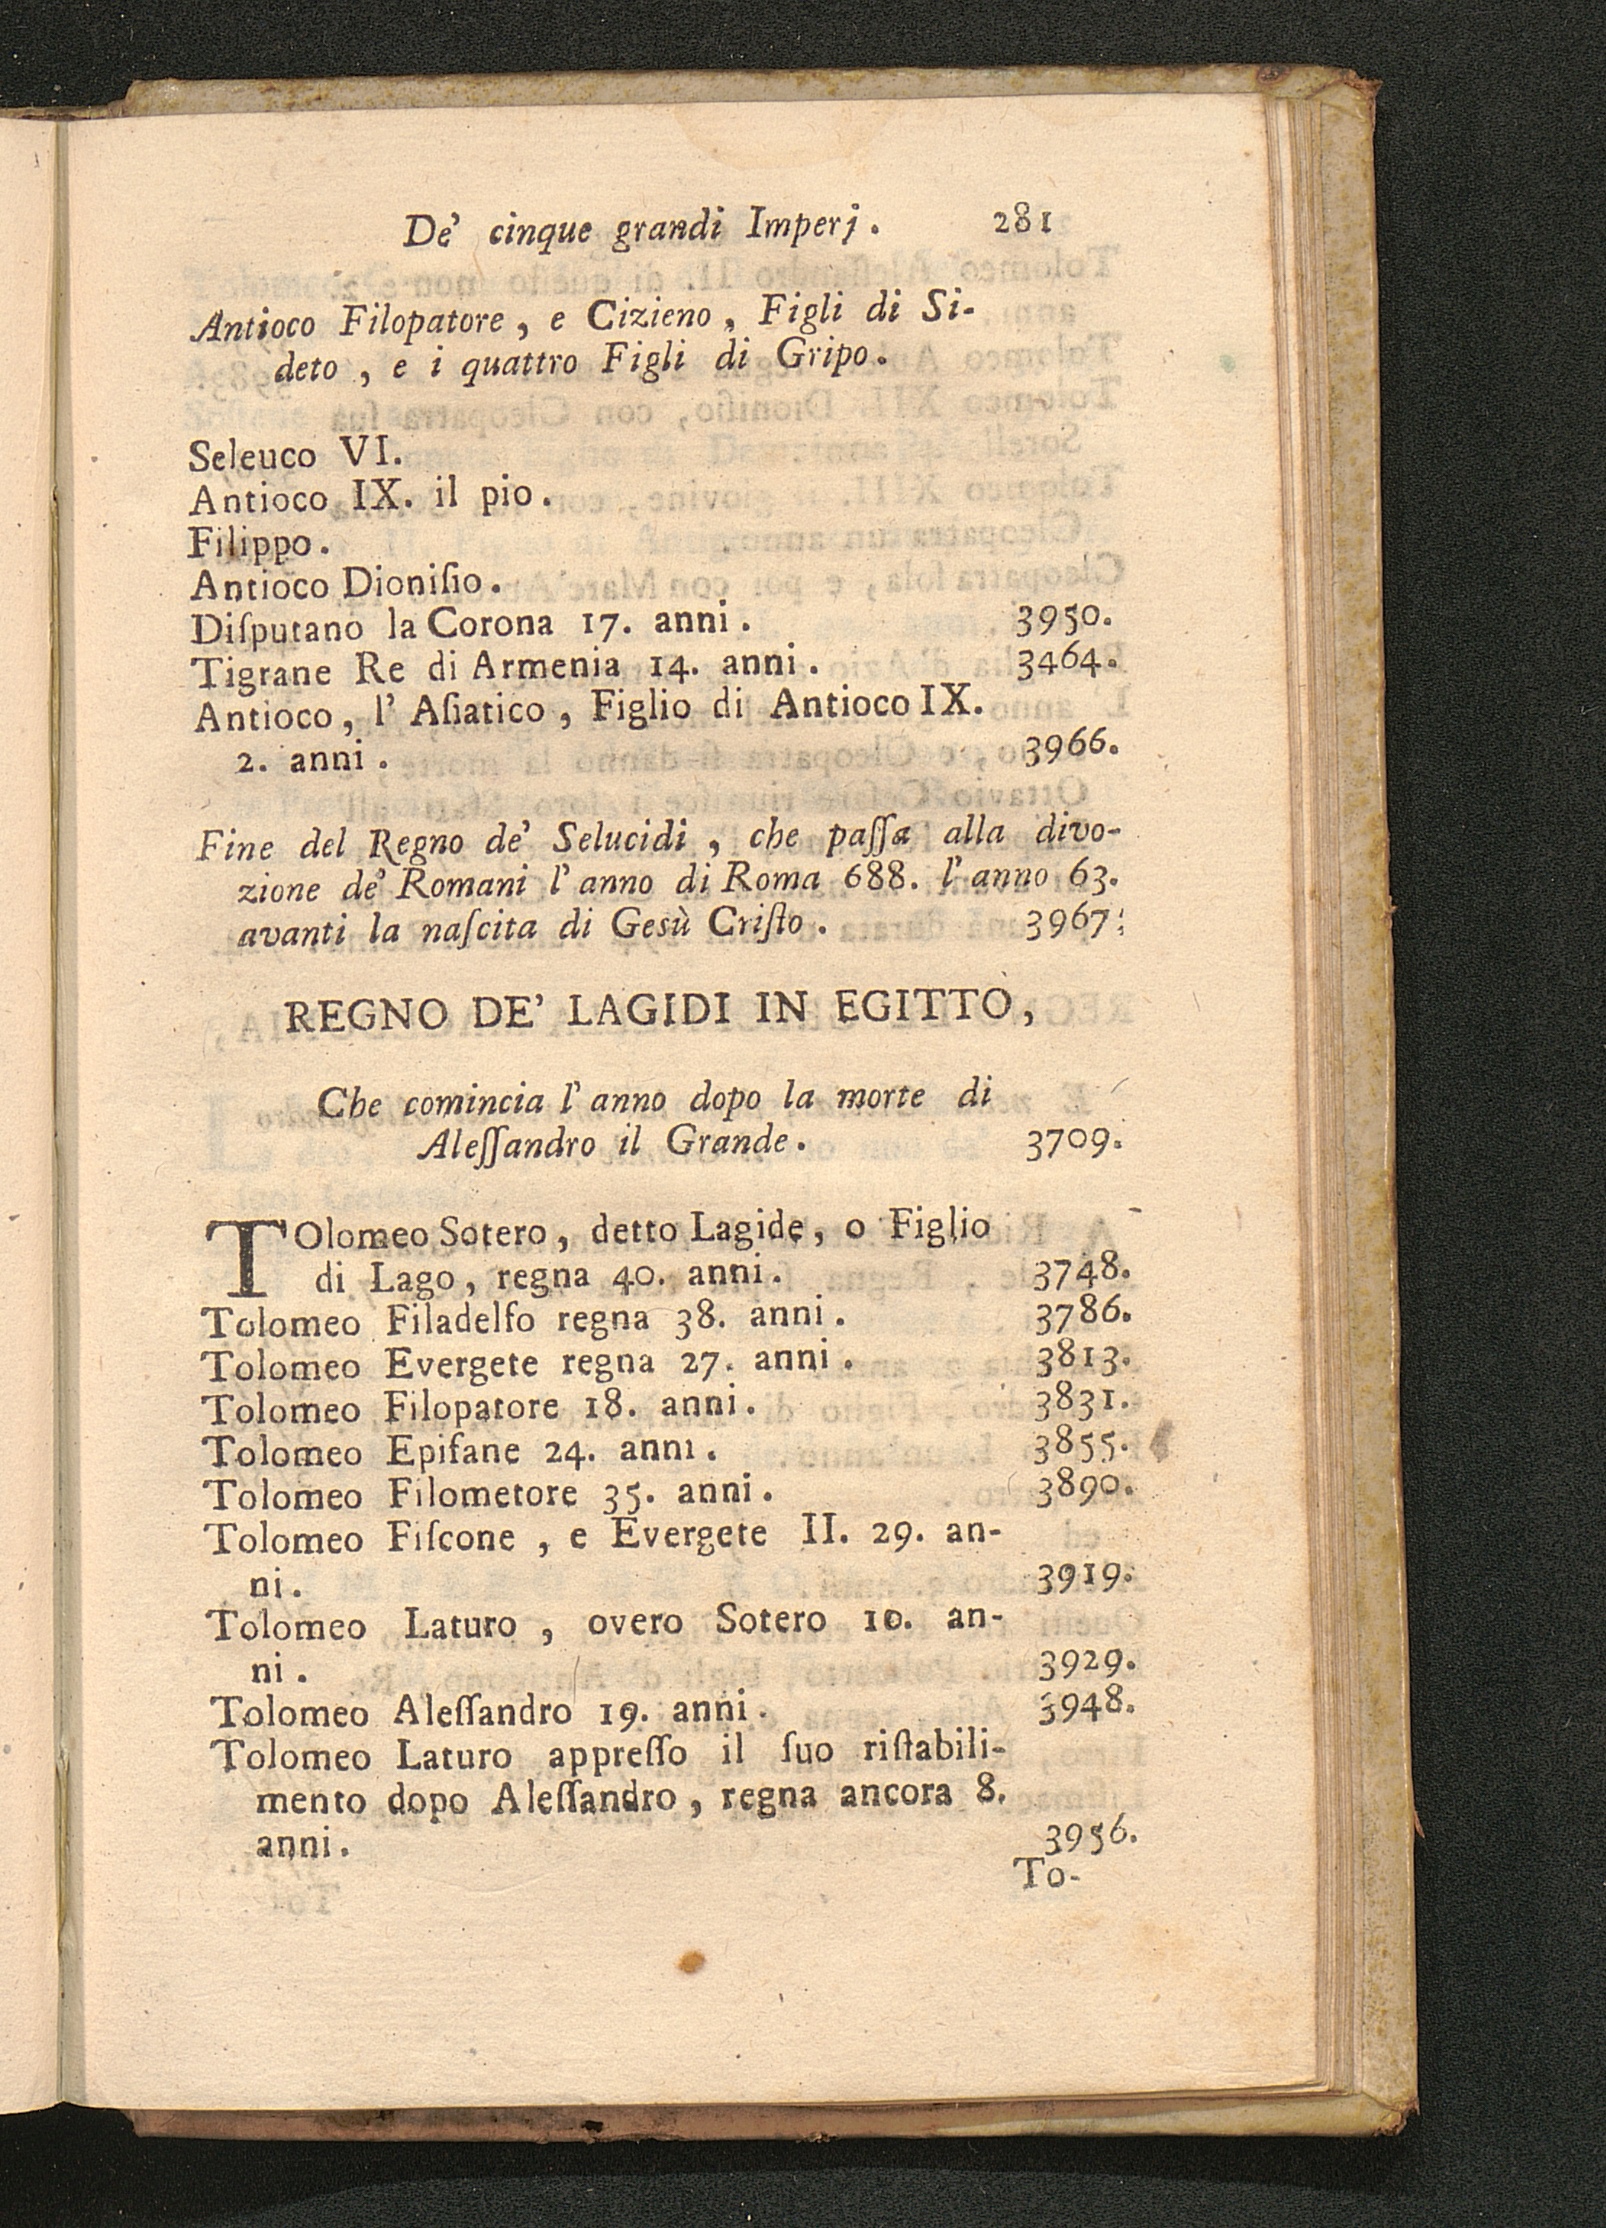 De' cinque grandi Imperj. 281
Antioco Filopatore, e Cizieno, Figli di Si-
deto, e i quattro Figli di Gripo.
Seleuco VI.
Antioco IX. il pio.
Filippo.
Antioco Dioniſio.
Diſputano la Corona 17. anni. 3950.
Tigrane Re di Armenia 14. anni. 3464.
Antioco, l' Aſiatico, Figlio di Antioco IX.
2. anni. 3966.
Fine del Regno de' Selucidi, che paſſa alla divo-
zione de' Romani l' anno di Roma 688. l' anno 63.
avanti la naſcita di Gesù Criſto. 3967.
REGNO DE' LAGIDI IN EGITTO,
Che comincia l' anno dopo la morte di
Aleſſandro il Grande. 3709.
TOlomeo Sotero, detto Lagide, o Figlio
di Lago, regna 40. anni. 3748.
Tolomeo Filadelfo regna 38. anni. 3786.
Tolomeo Evergete regna 27. anni. 3813.
Tolomeo Filopatore 18. anni. 3831.
Tolomeo Epifane 24. anni. 3855.
Tolomeo Filometore 35. anni. 3890.
Tolomeo Fiſcone, e Evergete II. 29. an-
ni. 3919.
Tolomeo Laturo, overo Sotero 10. an-
ni. 3929.
Tolomeo Aleſſandro 19. anni. 3948.
Tolomeo Laturo appreſſo il ſuo riſtabili-
mento dopo Aleſſandro, regna ancora 8.
anni. 3956.
To-